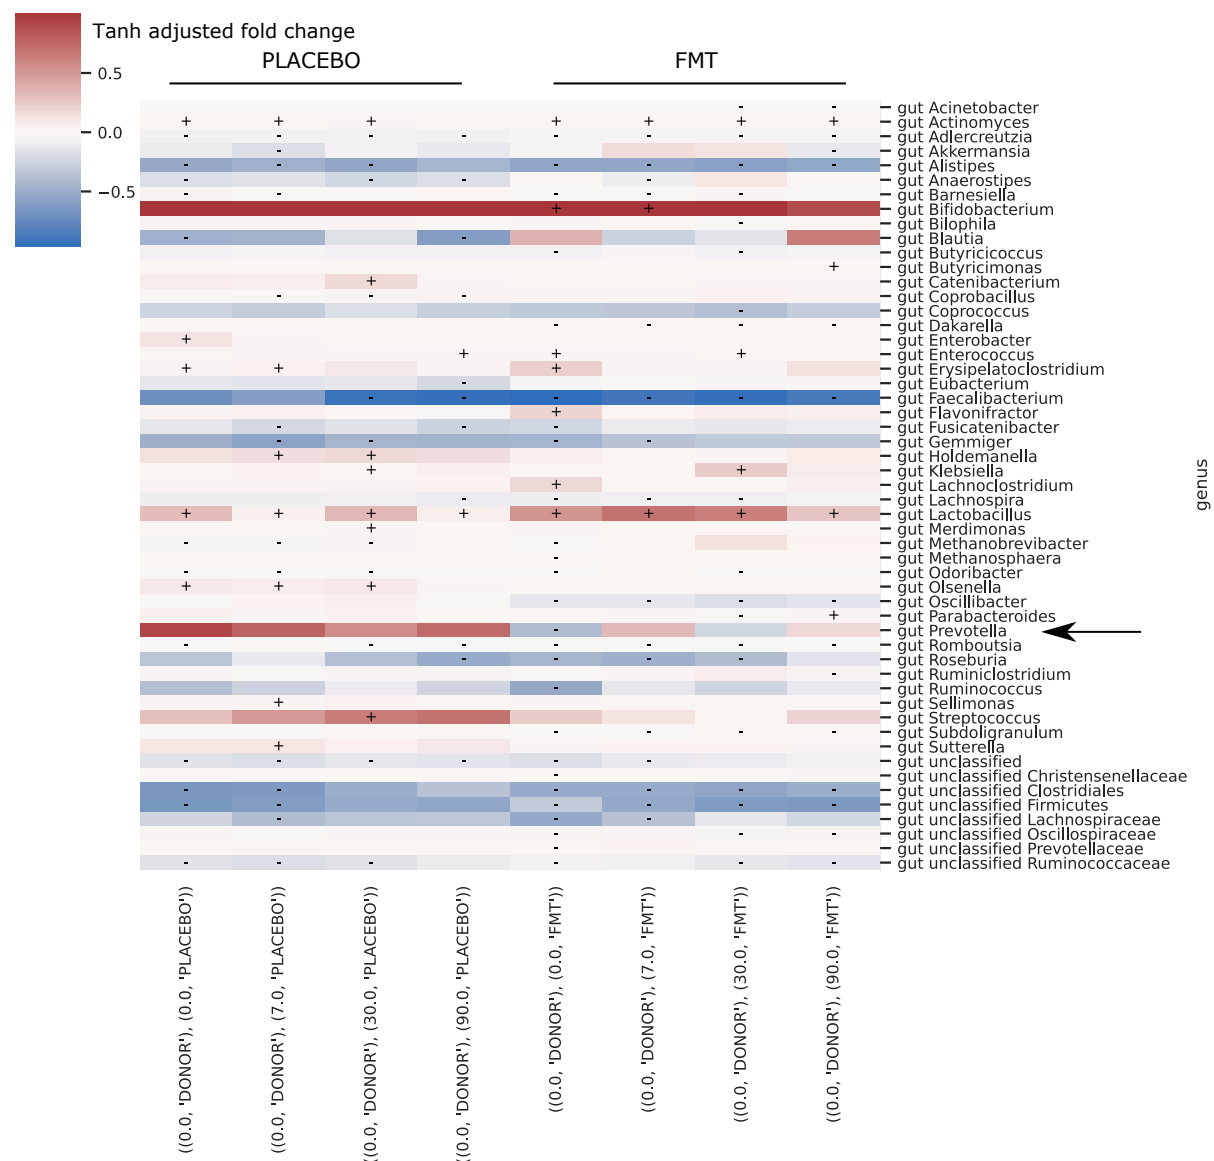 Tanh adjusted fold change
PLACEBO
FMT
0.5
0.0
−0.5
gut Acinetobacter
gut Actinomyces
gut Adlercreutzia
gut Akkermansia
gut Alistipes
gut Anaerostipes
gut Barnesiella
gut Bifidobacterium
gut Bilophila
gut Blautia
gut Butyricicoccus
gut Butyricimonas
gut Catenibacterium
gut Coprobacillus
gut Coprococcus
gut Dakarella
gut Enterobacter
gut Enterococcus
gut Erysipelatoclostridium
gut Eubacterium
gut Faecalibacterium
gut Flavonifractor
gut Fusicatenibacter
gut Gemmiger
gut Holdemanella
gut Klebsiella
gut Lachnoclostridium
gut Lachnospira
gut Lactobacillus
gut Merdimonas
gut Methanobrevibacter
gut Methanosphaera
gut Odoribacter
gut Olsenella
gut Oscillibacter
gut Parabacteroides
gut Prevotella
gut Romboutsia
gut Roseburia
gut Ruminiclostridium
gut Ruminococcus
gut Sellimonas
gut Streptococcus
gut Subdoligranulum
gut Sutterella
gut unclassified
gut unclassified Christensenellaceae
gut unclassified Clostridiales
gut unclassified Firmicutes
gut unclassified Lachnospiraceae
gut unclassified Oscillospiraceae
gut unclassified Prevotellaceae
gut unclassified Ruminococcaceae
genus
((0.0, 'DONOR'), (0.0, 'PLACEBO'))
((0.0, 'DONOR'), (7.0, 'PLACEBO'))
((0.0, 'DONOR'), (30.0, 'PLACEBO'))
((0.0, 'DONOR'), (90.0, 'PLACEBO'))
((0.0, 'DONOR'), (0.0, 'FMT'))
((0.0, 'DONOR'), (7.0, 'FMT'))
((0.0, 'DONOR'), (30.0, 'FMT'))
((0.0, 'DONOR'), (90.0, 'FMT'))